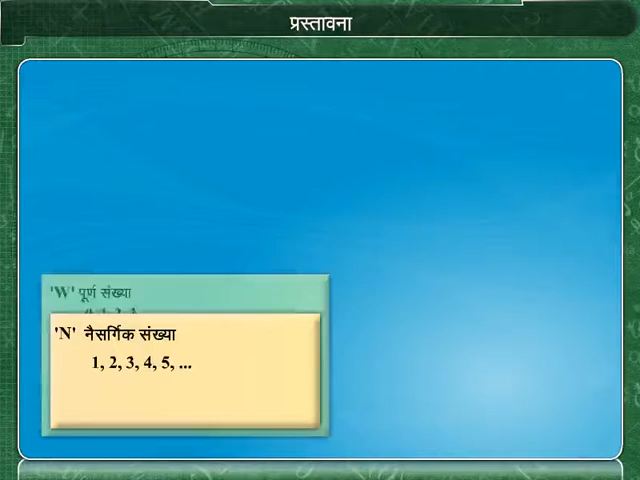 प्रस्तावना
'W' पूर्ण संख्या
'N' नैसर्गिक संख्या
1, 2, 3, 4, 5, ...